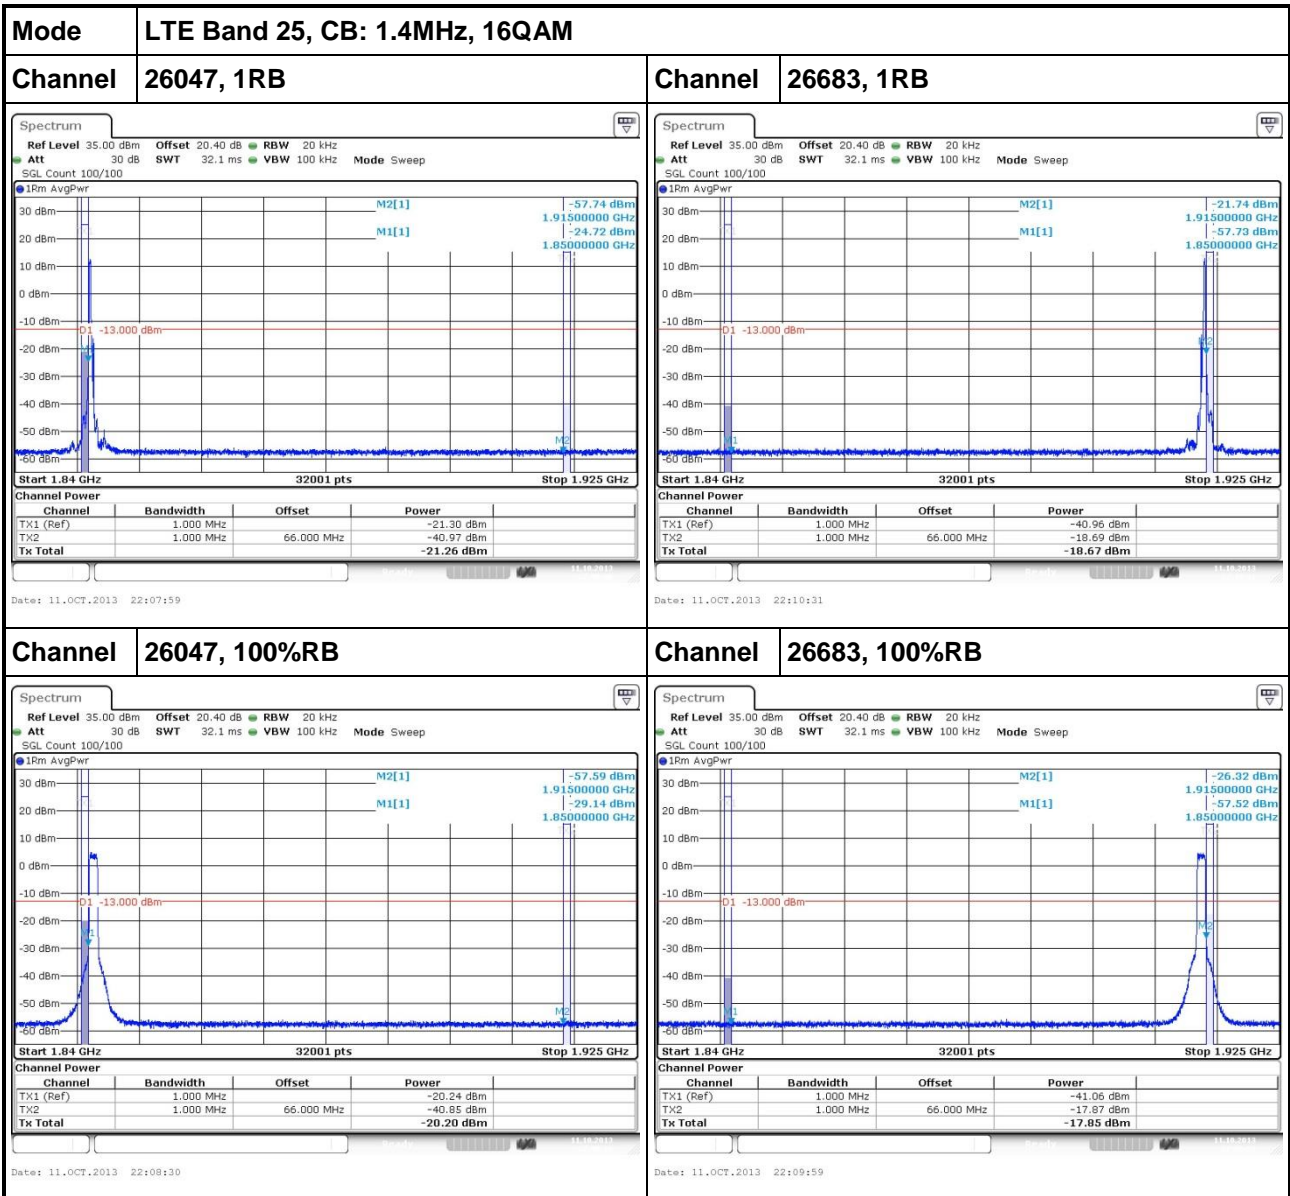 Mode LTE Band 25, CB: 1.4MHz, 16QAM
Channel 26047, 1RB
Spectrum
Ref Level 35.00 dBm Offset 20.40 dB RBW 20 kHz
Att 30 dB SWT 32.1 ms VBW 100 kHz Mode Sweep
SGL Count 100/100
1Rm AvgPwr
M2[1] -57.74 dBm
1.91500000 GHz
M1[1] -24.72 dBm
1.85000000 GHz
30 dBm
20 dBm
10 dBm
0 dBm
-10 dBm
D1 -13.000 dBm
-20 dBm
-30 dBm
-40 dBm
-50 dBm
M2
-60 dBm
Start 1.84 GHz 32001 pts Stop 1.925 GHz
Channel Power
Channel Bandwidth Offset Power
TX1 (Ref) 1.000 MHz -21.30 dBm
TX2 1.000 MHz 66.000 MHz -40.97 dBm
Tx Total -21.26 dBm
Date: 11.OCT.2013 22:07:59
Channel 26683, 1RB
Spectrum
Ref Level 35.00 dBm Offset 20.40 dB RBW 20 kHz
Att 30 dB SWT 32.1 ms VBW 100 kHz Mode Sweep
SGL Count 100/100
1Rm AvgPwr
M2[1] -21.74 dBm
1.91500000 GHz
M1[1] -57.73 dBm
1.85000000 GHz
30 dBm
20 dBm
10 dBm
0 dBm
-10 dBm
D1 -13.000 dBm
-20 dBm
M2
-30 dBm
-40 dBm
-50 dBm
M1
-60 dBm
Start 1.84 GHz 32001 pts Stop 1.925 GHz
Channel Power
Channel Bandwidth Offset Power
TX1 (Ref) 1.000 MHz -40.96 dBm
TX2 1.000 MHz 66.000 MHz -18.69 dBm
Tx Total -18.67 dBm
Date: 11.OCT.2013 22:10:31
Channel 26047, 100%RB
Spectrum
Ref Level 35.00 dBm Offset 20.40 dB RBW 20 kHz
Att 30 dB SWT 32.1 ms VBW 100 kHz Mode Sweep
SGL Count 100/100
1Rm AvgPwr
M2[1] -57.59 dBm
1.91500000 GHz
M1[1] -29.14 dBm
1.85000000 GHz
30 dBm
20 dBm
10 dBm
0 dBm
-10 dBm
D1 -13.000 dBm
-20 dBm
M1
-30 dBm
-40 dBm
-50 dBm
M2
-60 dBm
Start 1.84 GHz 32001 pts Stop 1.925 GHz
Channel Power
Channel Bandwidth Offset Power
TX1 (Ref) 1.000 MHz -20.24 dBm
TX2 1.000 MHz 66.000 MHz -40.85 dBm
Tx Total -20.20 dBm
Date: 11.OCT.2013 22:08:30
Channel 26683, 100%RB
Spectrum
Ref Level 35.00 dBm Offset 20.40 dB RBW 20 kHz
Att 30 dB SWT 32.1 ms VBW 100 kHz Mode Sweep
SGL Count 100/100
1Rm AvgPwr
M2[1] -26.32 dBm
1.91500000 GHz
M1[1] -57.52 dBm
1.85000000 GHz
30 dBm
20 dBm
10 dBm
0 dBm
-10 dBm
D1 -13.000 dBm
-20 dBm
M2
-30 dBm
-40 dBm
-50 dBm
M1
-60 dBm
Start 1.84 GHz 32001 pts Stop 1.925 GHz
Channel Power
Channel Bandwidth Offset Power
TX1 (Ref) 1.000 MHz -41.06 dBm
TX2 1.000 MHz 66.000 MHz -17.87 dBm
Tx Total -17.85 dBm
Date: 11.OCT.2013 22:09:59